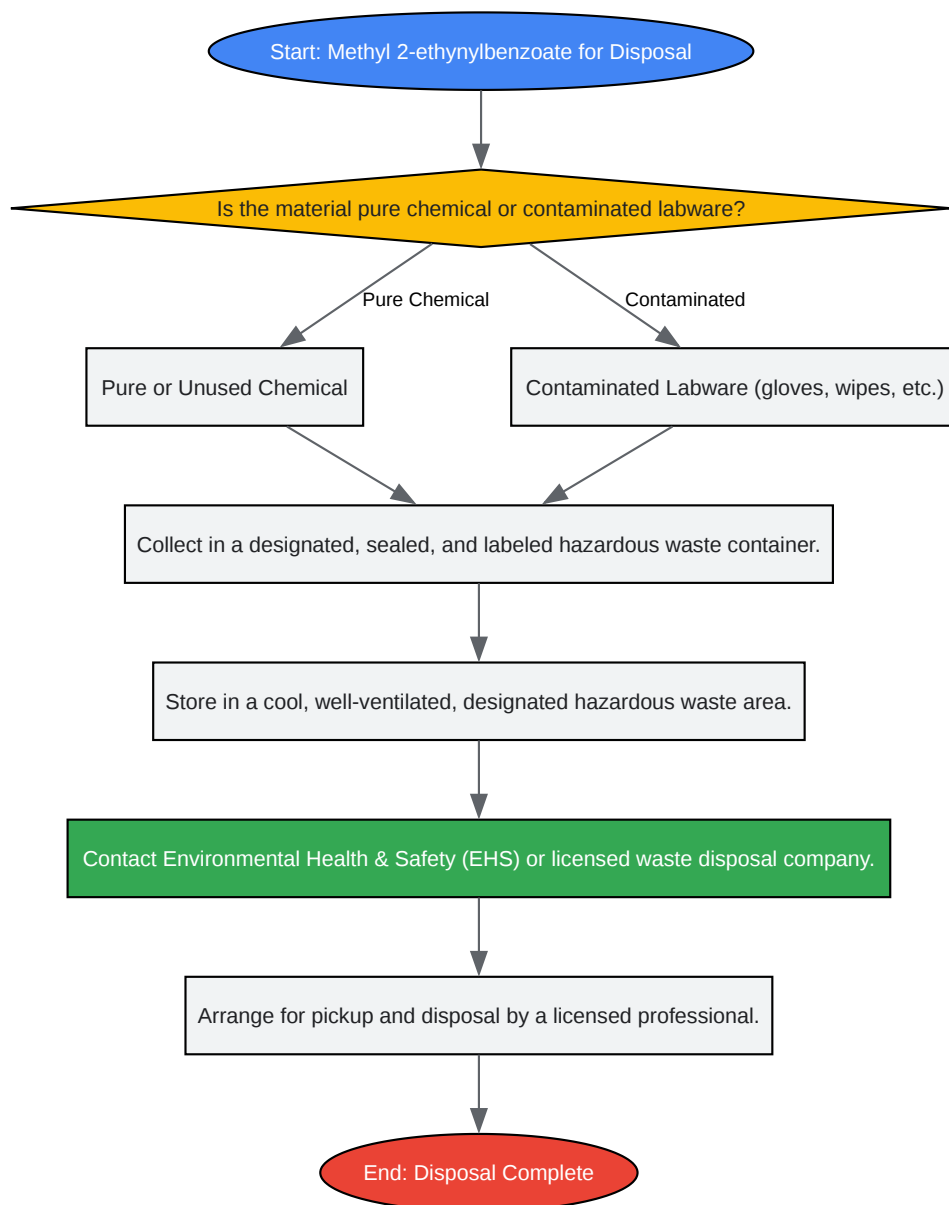 Start: Methyl 2-ethynylbenzoate for Disposal
Is the material pure chemical or contaminated labware?
Pure Chemical
Contaminated
Pure or Unused Chemical
Contaminated Labware (gloves, wipes, etc.)
Collect in a designated, sealed, and labeled hazardous waste container.
Store in a cool, well-ventilated, designated hazardous waste area.
Contact Environmental Health & Safety (EHS) or licensed waste disposal company.
Arrange for pickup and disposal by a licensed professional.
End: Disposal Complete